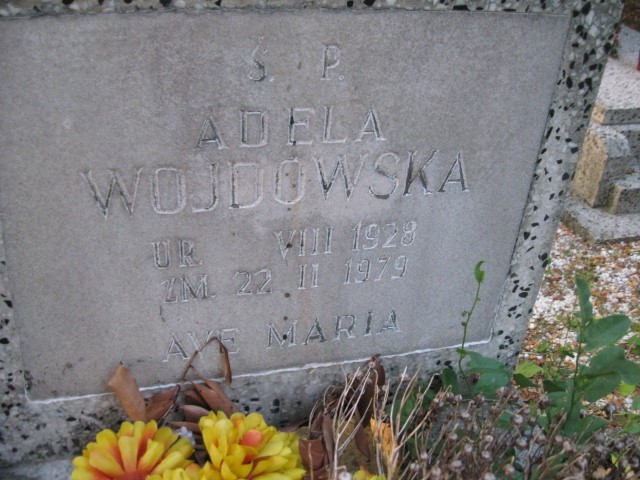 Ś. P.
ADELA
WOJDOWSKA
UR. VIII 1928
ZM. 22 II 1979
AVE MARIA